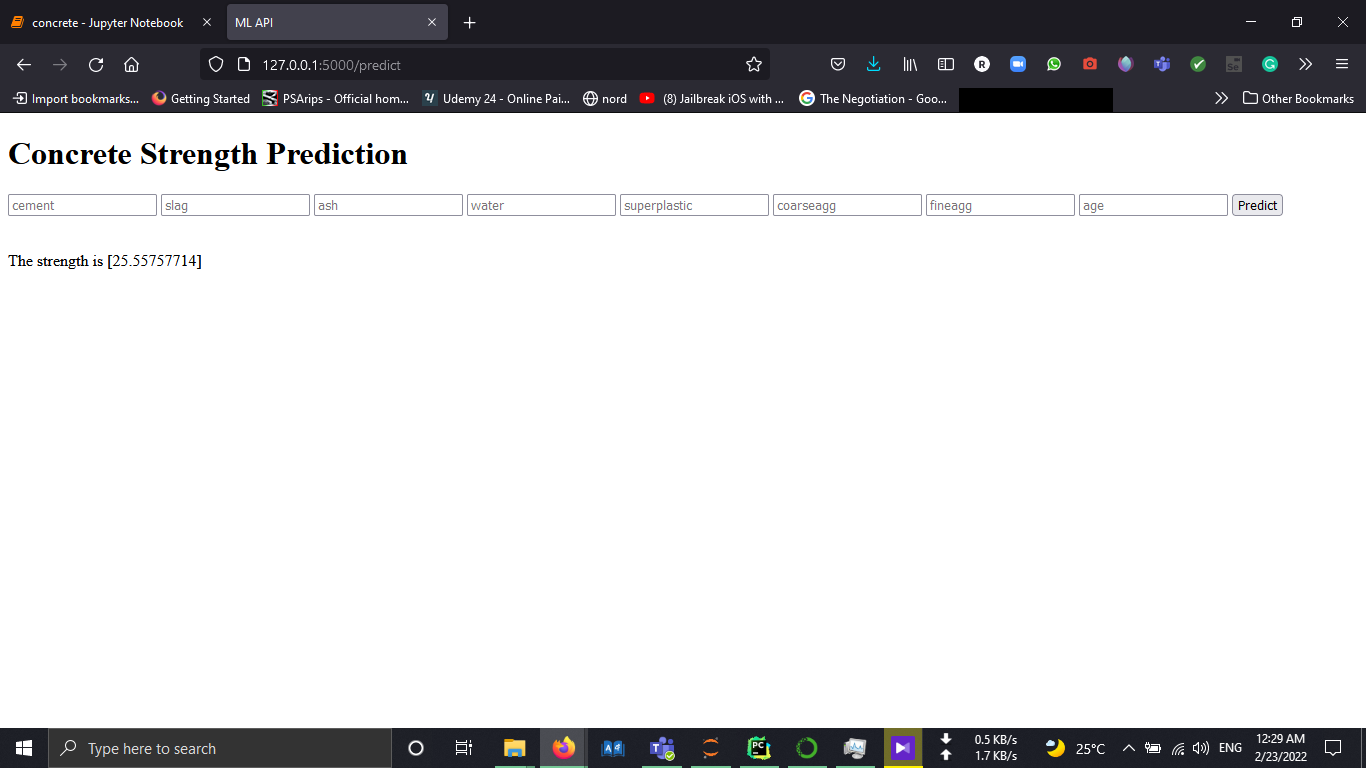 concrete - Jupyter Notebook ML API
127.0.0.1:5000/predict
Import bookmarks... Getting Started PSArips - Official hom... Udemy 24 - Online Pai... nord (8) Jailbreak iOS with ... The Negotiation - Goo... Other Bookmarks
Concrete Strength Prediction
cement slag ash water superplastic coarseagg fineagg age Predict
The strength is [25.55757714]
Type here to search
0.5 KB/s
1.7 KB/s
25°C
ENG
12:29 AM
2/23/2022